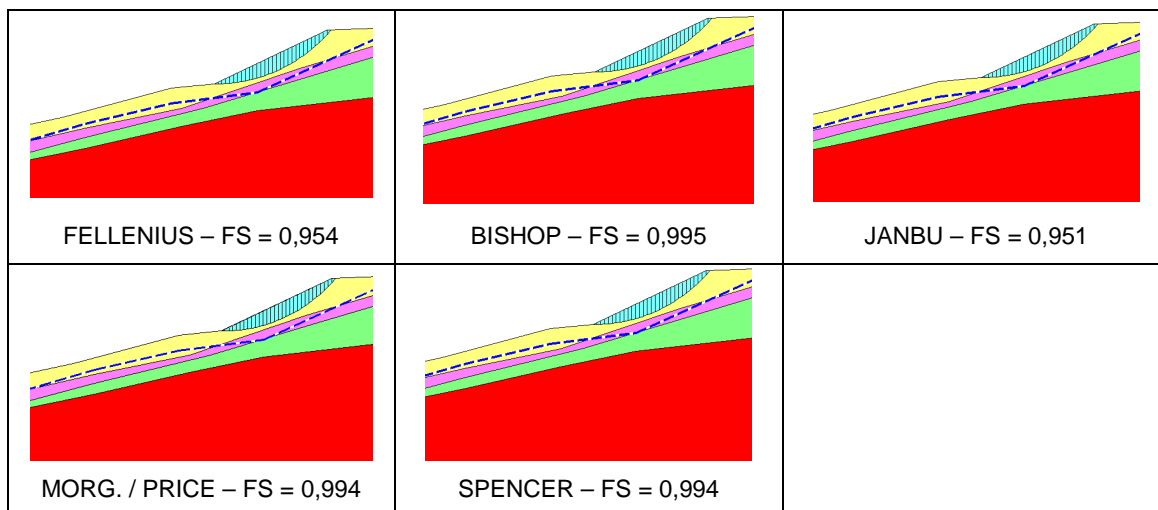 FELLENIUS – FS = 0,954
BISHOP – FS = 0,995
JANBU – FS = 0,951
MORG. / PRICE – FS = 0,994
SPENCER – FS = 0,994